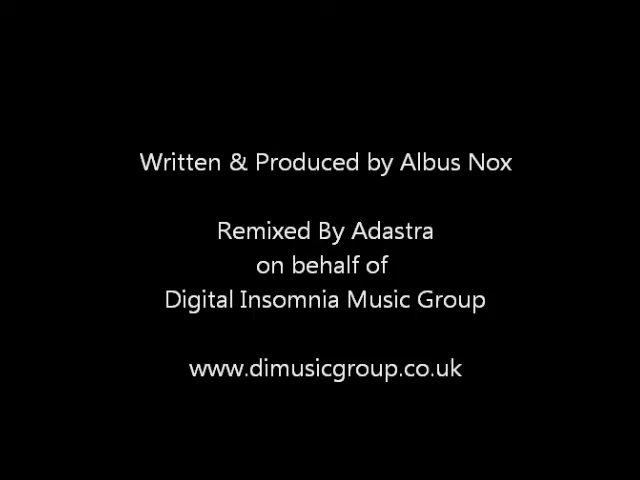 Written & Produced by Albus Nox
Remixed By Adastra
on behalf of
Digital Insomnia Music Group
www.dimusicgroup.co.uk